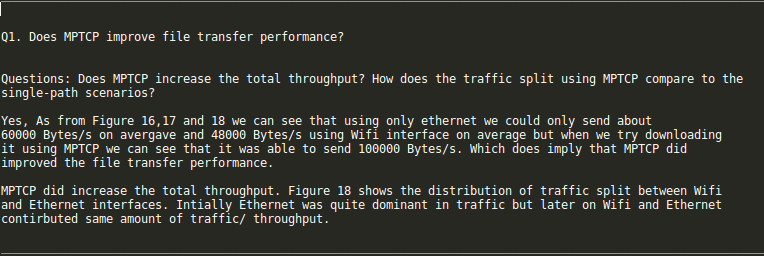 Q1. Does MPTCP improve file transfer performance?
Questions: Does MPTCP increase the total throughput? How does the traffic split using MPTCP compare to the
single-path scenarios?
Yes, As from Figure 16,17 and 18 we can see that using only ethernet we could only send about
60000 Bytes/s on avergave and 48000 Bytes/s using Wifi interface on average but when we try downloading
it using MPTCP we can see that it was able to send 100000 Bytes/s. Which does imply that MPTCP did
improved the file transfer performance.
MPTCP did increase the total throughput. Figure 18 shows the distribution of traffic split between Wifi
and Ethernet interfaces. Intially Ethernet was quite dominant in traffic but later on Wifi and Ethernet
contirbuted same amount of traffic/ throughput.